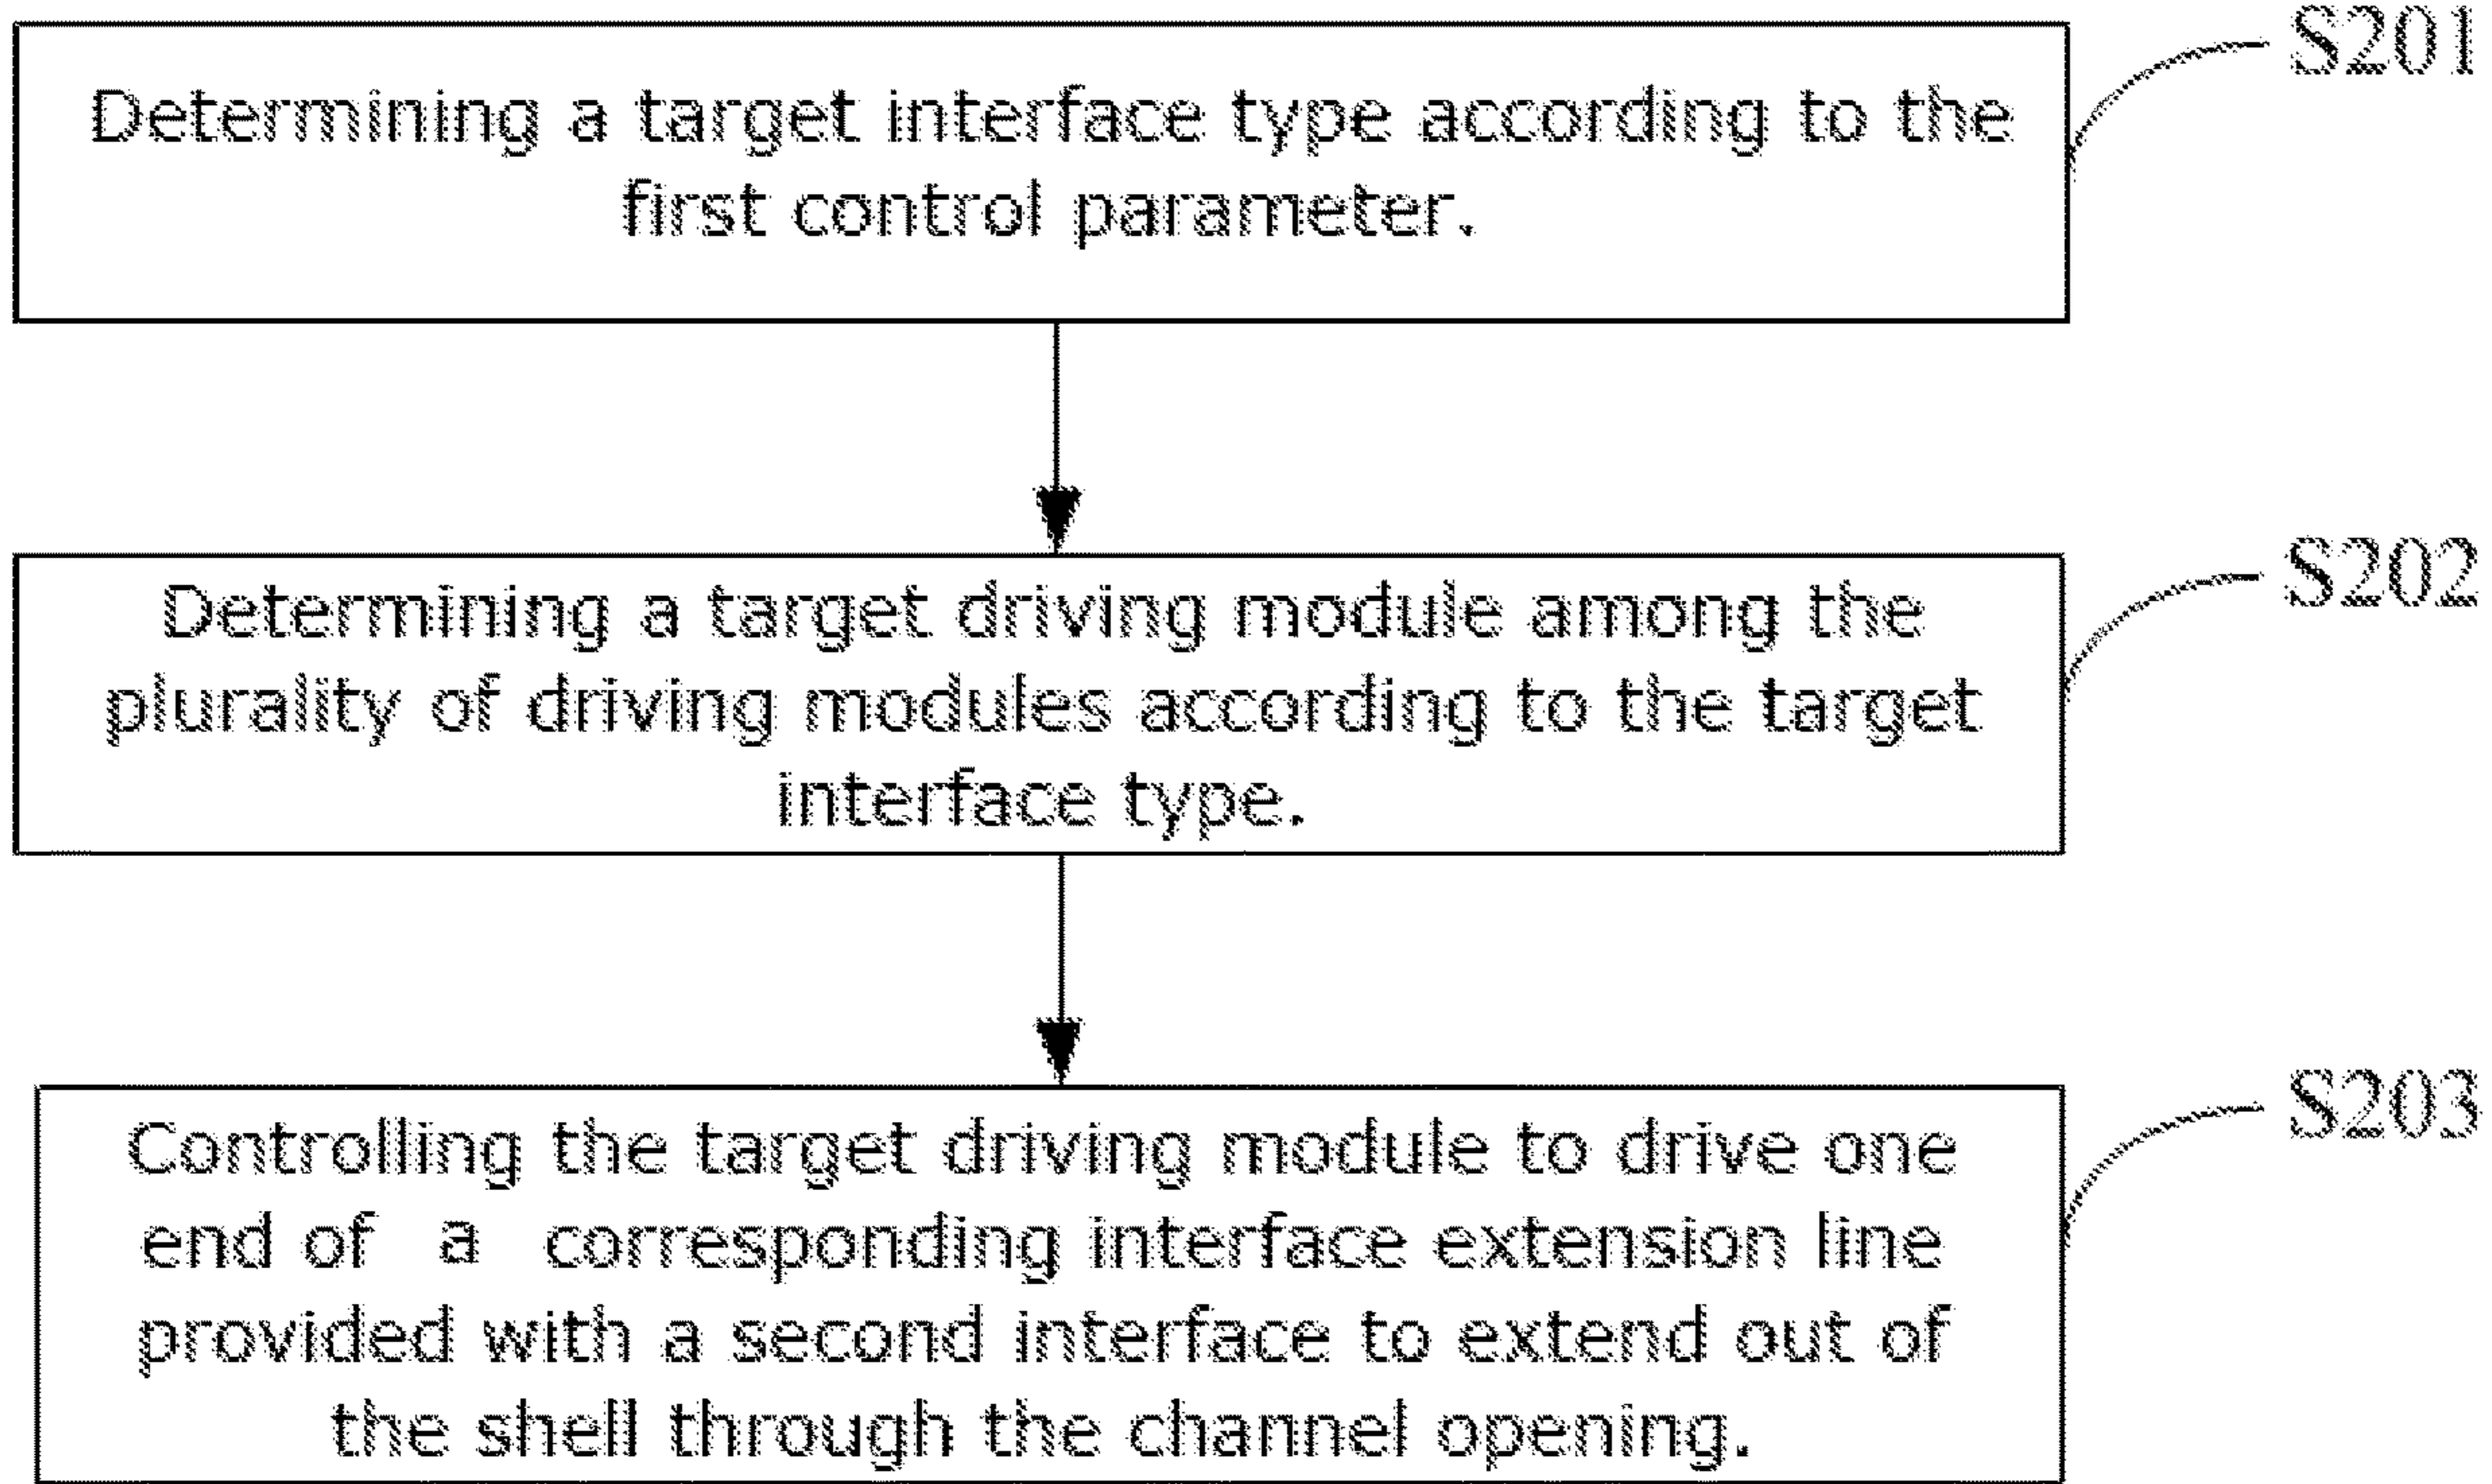 S201
Determining a target interface type according to the
first control parameter.
S202
Determining a target driving module among the
plurality of driving modules according to the target
interface type.
S203
Controlling the target driving module to drive one
end of a corresponding interface extension line
provided with a second interface to extend out of
the shell through the channel opening.